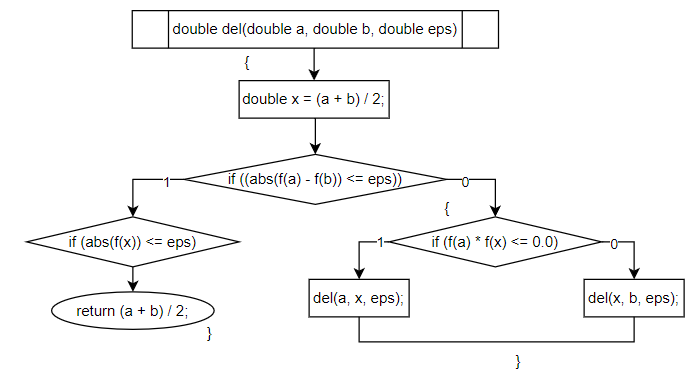 double del(double a, double b, double eps)
{
double x = (a + b) / 2;
1
if ((abs(f(a) - f(b)) <= eps))
0
{
if (abs(f(x)) <= eps)
1
if (f(a) * f(x) <= 0.0)
0
return (a + b) / 2;
del(a, x, eps);
del(x, b, eps);
}
}